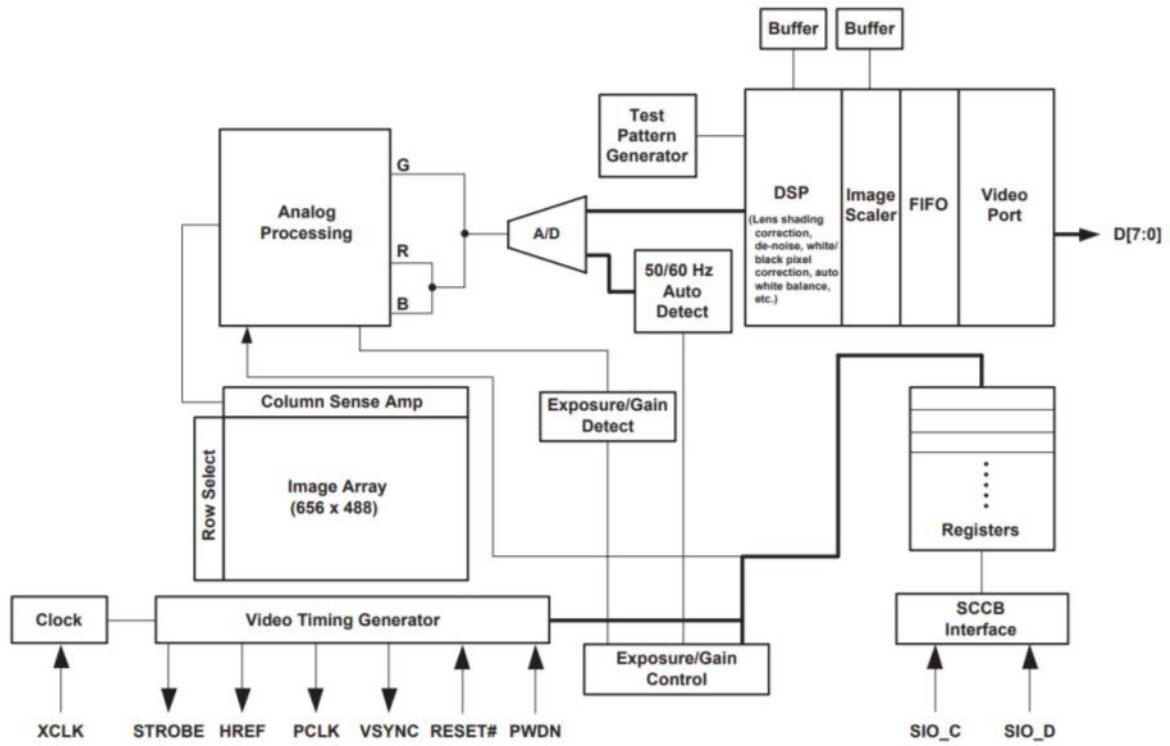 Buffer
Buffer
Test
Pattern
Generator
DSP
(Lens shading
correction,
de-noise, white/
black pixel
correction, auto
white balance,
etc.)
Image
Scaler
FIFO
Video
Port
D[7:0]
Analog
Processing
G
R
B
A/D
50/60 Hz
Auto
Detect
Column Sense Amp
Row Select
Image Array
(656 x 488)
Exposure/Gain
Detect
Registers
Clock
Video Timing Generator
Exposure/Gain
Control
SCCB
Interface
XCLK
STROBE
HREF
PCLK
VSYNC
RESET#
PWDN
SIO_C
SIO_D